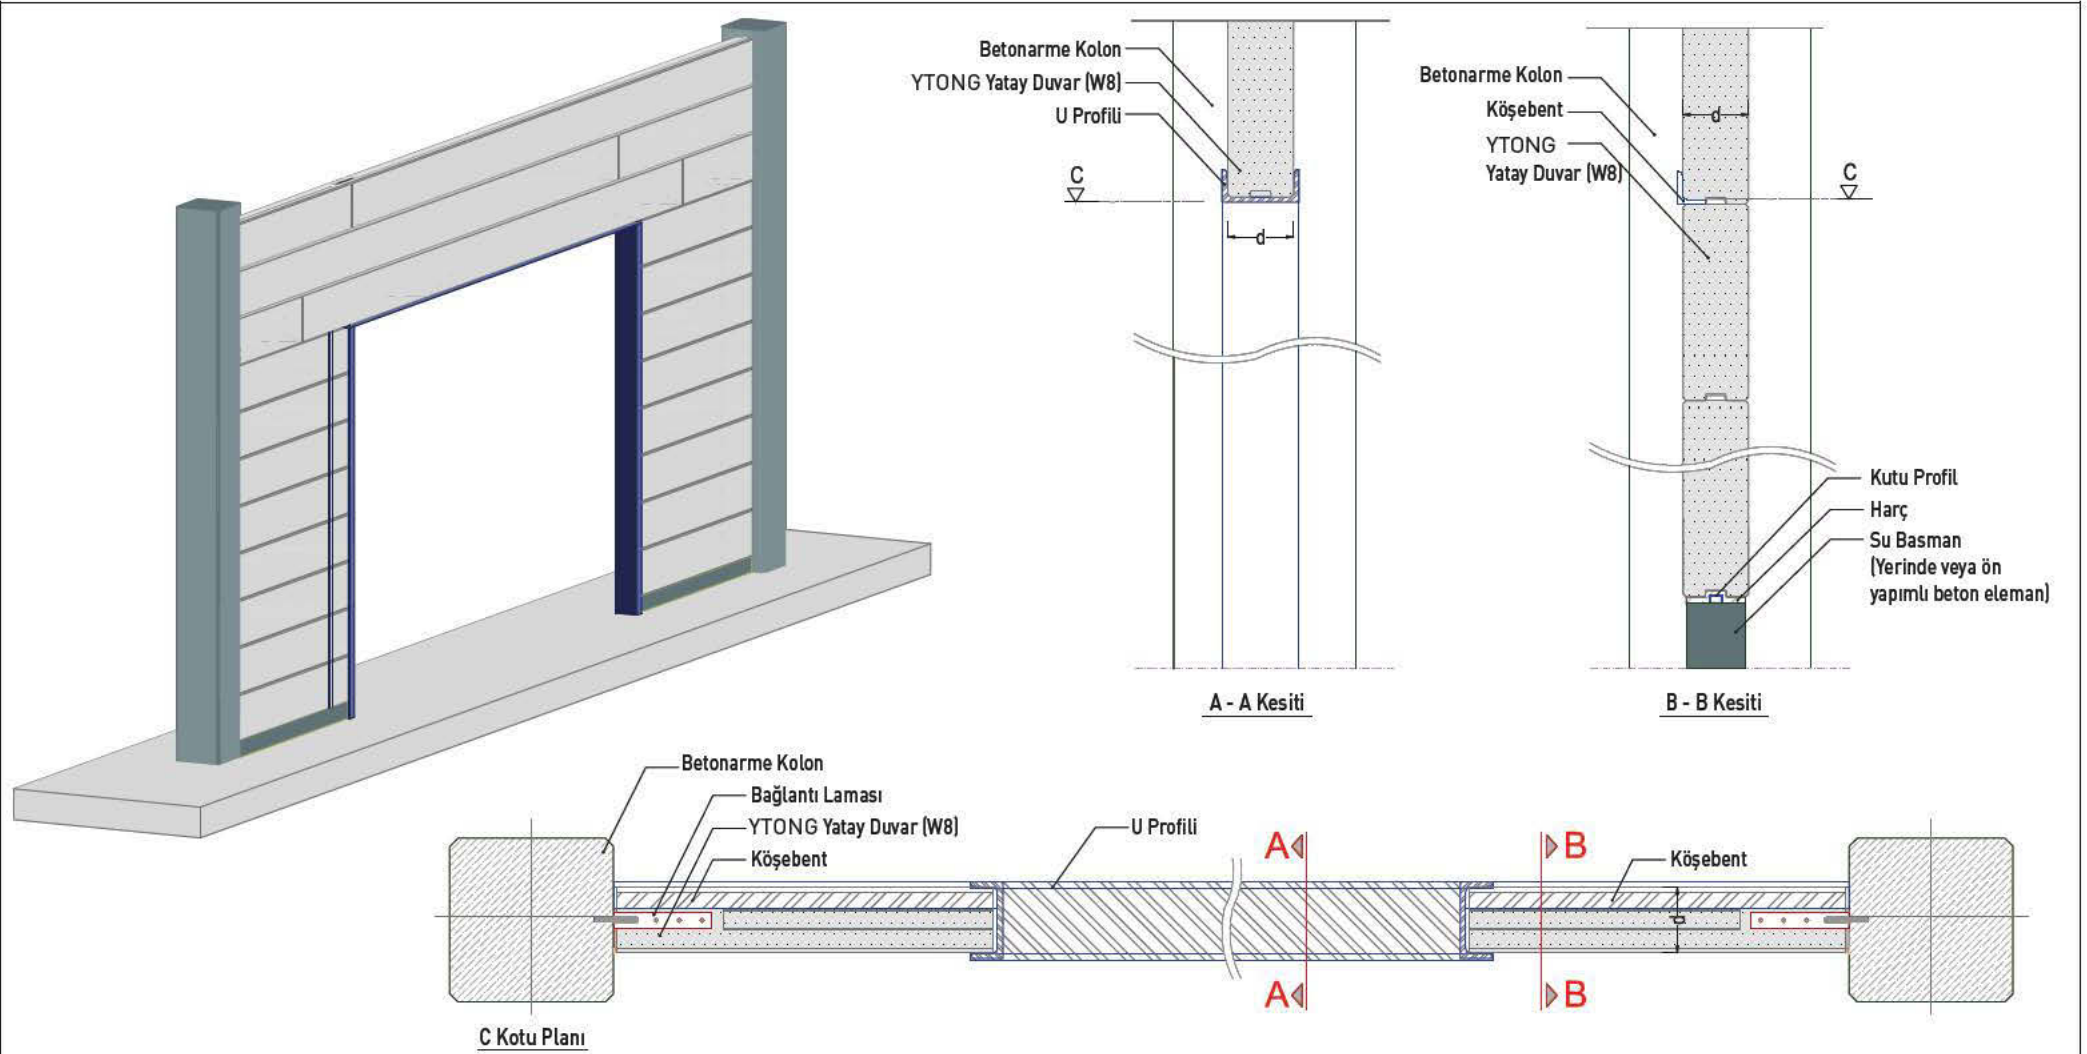 Betonarme Kolon
YTONG Yatay Duvar (W8)
U Profili
C
d
A - A Kesiti
Betonarme Kolon
Köşebent
YTONG
Yatay Duvar (W8)
d
C
Kutu Profil
Harç
Su Basman
(Yerinde veya ön
yapımlı beton eleman)
B - B Kesiti
Betonarme Kolon
Bağlantı Laması
YTONG Yatay Duvar (W8)
Köşebent
U Profili
A
B
Köşebent
d
A
B
C Kotu Planı